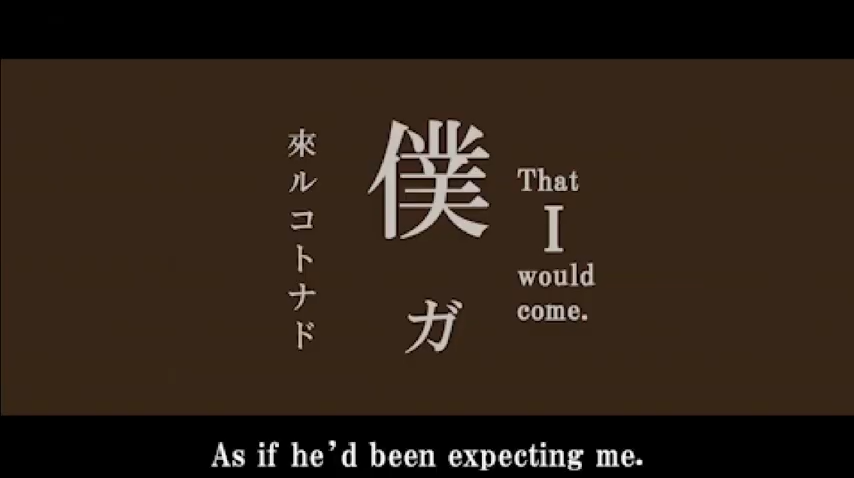 僕ガ
來ルコトナド
That
I
would
come.
As if he’d been expecting me.